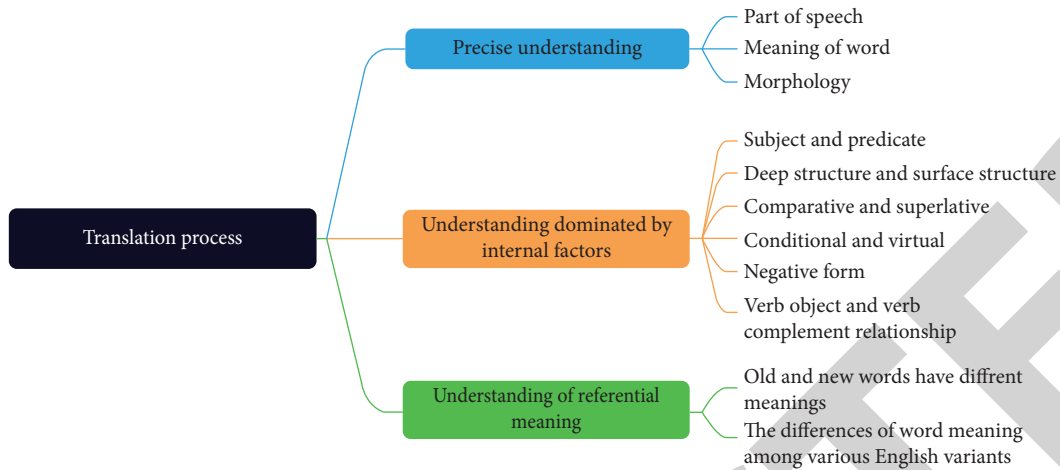 Translation process
Precise understanding
Part of speech
Meaning of word
Morphology
Understanding dominated by
internal factors
Subject and predicate
Deep structure and surface structure
Comparative and superlative
Conditional and virtual
Negative form
Verb object and verb
complement relationship
Understanding of referential
meaning
Old and new words have diffrent
meanings
The differences of word meaning
among various English variants